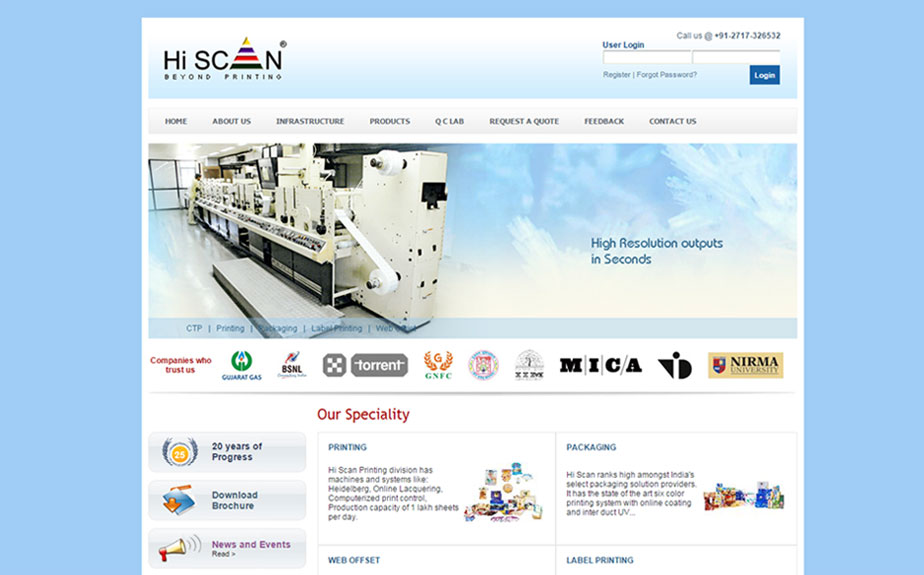 Hi SCAN®
BEYOND PRINTING
Call us @ +91-2717-326532
User Login
Register | Forgot Password?
Login
HOME
ABOUT US
INFRASTRUCTURE
PRODUCTS
Q C LAB
REQUEST A QUOTE
FEEDBACK
CONTACT US
High Resolution outputs
in Seconds
CTP | Printing | Packaging | Label Printing | Web Offset
Companies who
trust us
GUJARAT GAS
BSNL
Connecting India
torrent
G
GNFC
IIM
M|I|C|A
NIRMA
UNIVERSITY
Our Speciality
25
20 years of
Progress
Download
Brochure
News and Events
Read >
PRINTING
Hi Scan Printing division has
machines and systems like:
Heidelberg, Online Lacquering,
Computerized print control,
Production capacity of 1 lakh sheets
per day.
PACKAGING
Hi Scan ranks high amongst India's
select packaging solution providers.
It has the state of the art six color
printing system with online coating
and inter duct UV...
WEB OFFSET
LABEL PRINTING